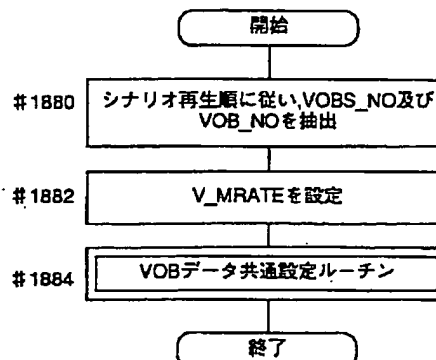 開始
#1880
シナリオ再生順に従い,VOBS_NO及び
VOB_NOを抽出
#1882
V_MRATEを設定
#1884
VOBデータ共通設定ルーチン
終了